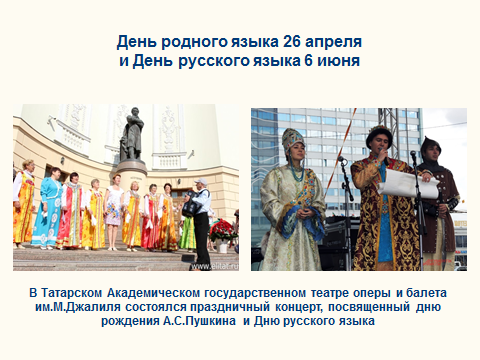 День родного языка 26 апреля
и День русского языка 6 июня
www.elitat.ru
В Татарском Академическом государственном театре оперы и балета
им.М.Джалиля состоялся праздничный концерт, посвященный дню
рождения А.С.Пушкина и Дню русского языка